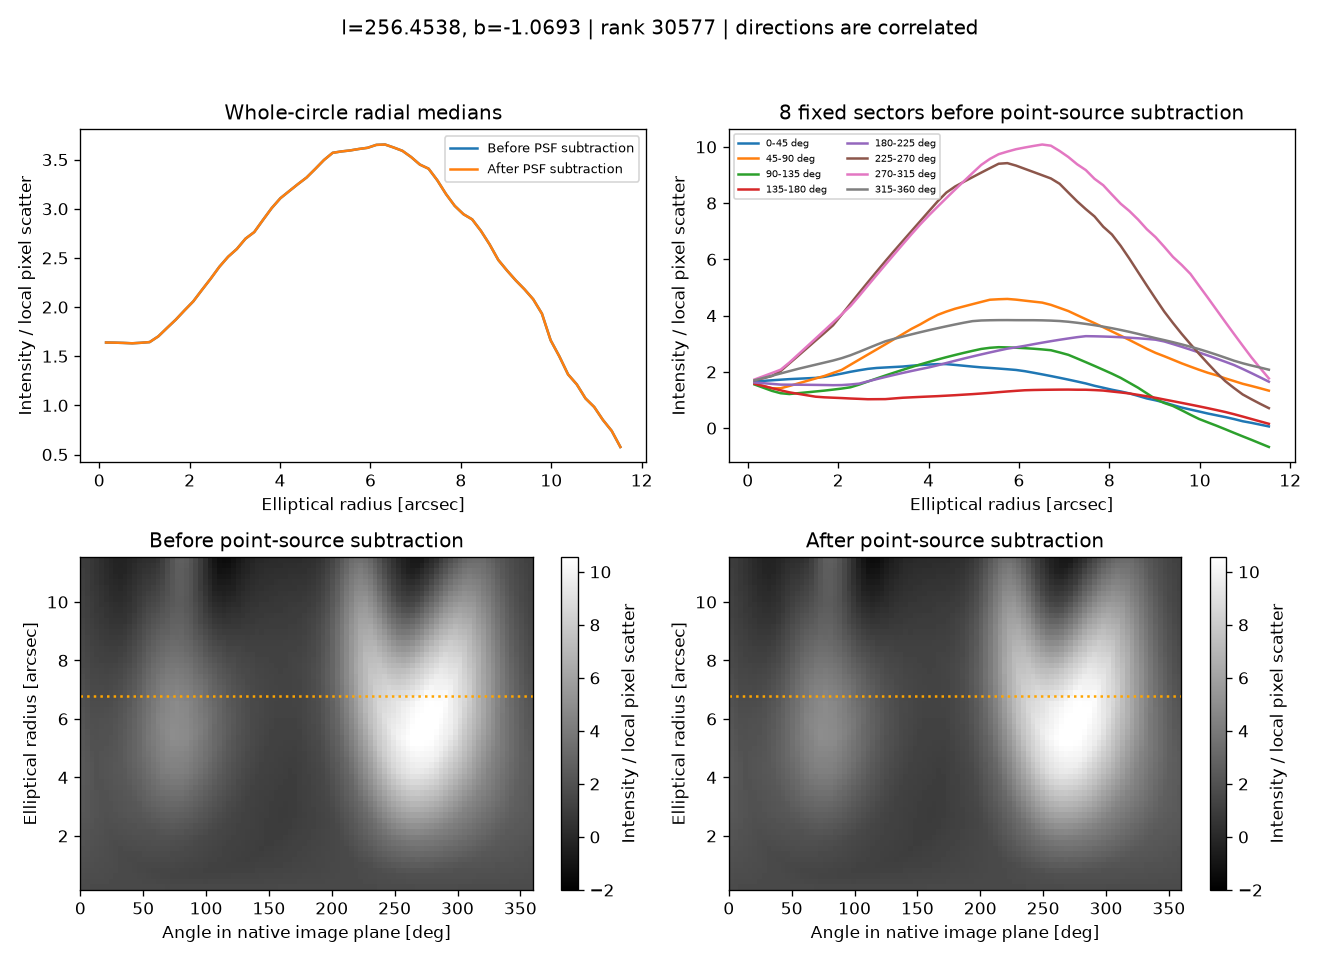 l=256.4538, b=-1.0693 | rank 30577 | directions are correlated
Whole-circle radial medians
Before PSF subtraction
After PSF subtraction
Intensity / local pixel scatter
3.5
3.0
2.5
2.0
1.5
1.0
0.5
0 2 4 6 8 10 12
Elliptical radius [arcsec]
8 fixed sectors before point-source subtraction
0-45 deg
45-90 deg
90-135 deg
135-180 deg
180-225 deg
225-270 deg
270-315 deg
315-360 deg
Intensity / local pixel scatter
10
8
6
4
2
0
0 2 4 6 8 10 12
Elliptical radius [arcsec]
Before point-source subtraction
Elliptical radius [arcsec]
10
8
6
4
2
0 50 100 150 200 250 300 350
Angle in native image plane [deg]
10
8
6
4
2
0
−2
Intensity / local pixel scatter
After point-source subtraction
Elliptical radius [arcsec]
10
8
6
4
2
0 50 100 150 200 250 300 350
Angle in native image plane [deg]
10
8
6
4
2
0
−2
Intensity / local pixel scatter